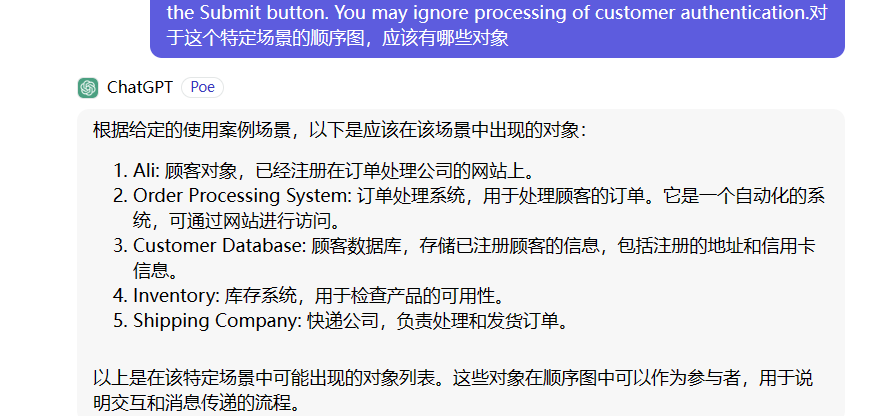 the Submit button. You may ignore processing of customer authentication.对
于这个特定场景的顺序图，应该有哪些对象
ChatGPT Poe
根据给定的使用案例场景，以下是应该在该场景中出现的对象：
1. Ali: 顾客对象，已经注册在订单处理公司的网站上。
2. Order Processing System: 订单处理系统，用于处理顾客的订单。它是一个自动化的系
统，可通过网站进行访问。
3. Customer Database: 顾客数据库，存储已注册顾客的信息，包括注册的地址和信用卡
信息。
4. Inventory: 库存系统，用于检查产品的可用性。
5. Shipping Company: 快递公司，负责处理和发货订单。
以上是在该特定场景中可能出现的对象列表。这些对象在顺序图中可以作为参与者，用于说
明交互和消息传递的流程。